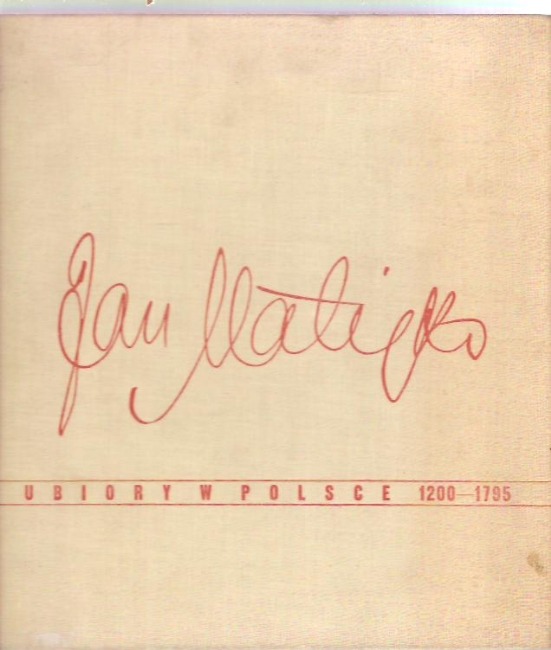 Jan Matejko
UBIORY W POLSCE 1200–1795